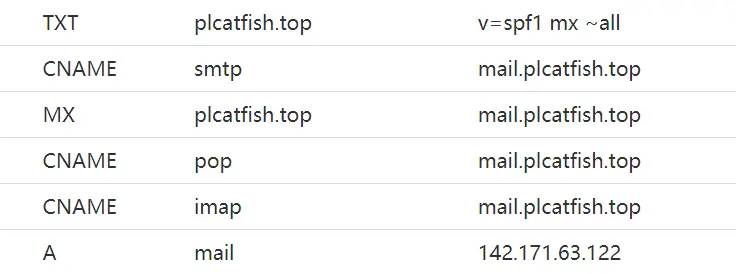 TXT plcatfish.top v=spf1 mx ~all
CNAME smtp mail.plcatfish.top
MX plcatfish.top mail.plcatfish.top
CNAME pop mail.plcatfish.top
CNAME imap mail.plcatfish.top
A mail 142.171.63.122